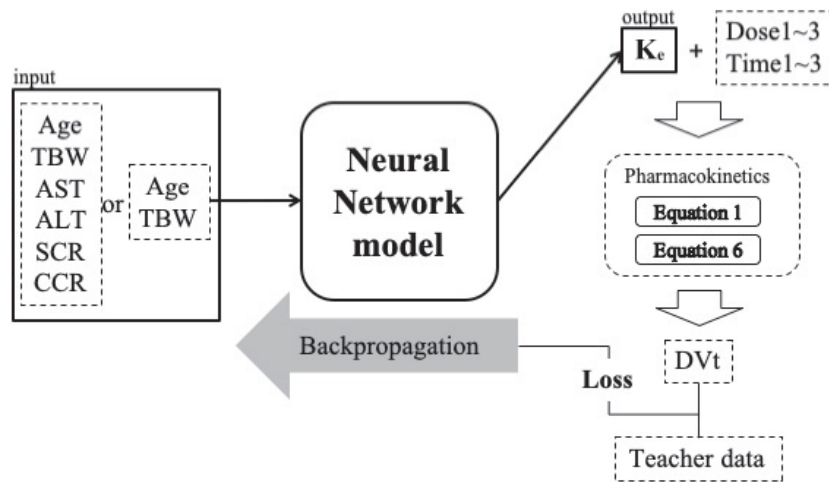 input
Age
TBW
AST
ALT
SCR
CCR
or
Age
TBW
Neural
Network
model
output
Ke
+
Dose1~3
Time1~3
Pharmacokinetics
Equation 1
Equation 6
DVt
Loss
Teacher data
Backpropagation